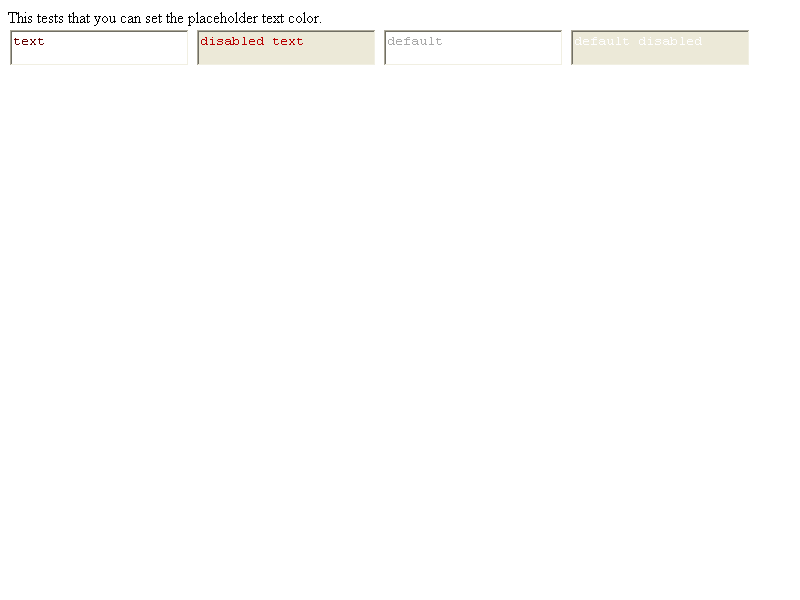 This tests that you can set the placeholder text color.
text disabled text default default disabled